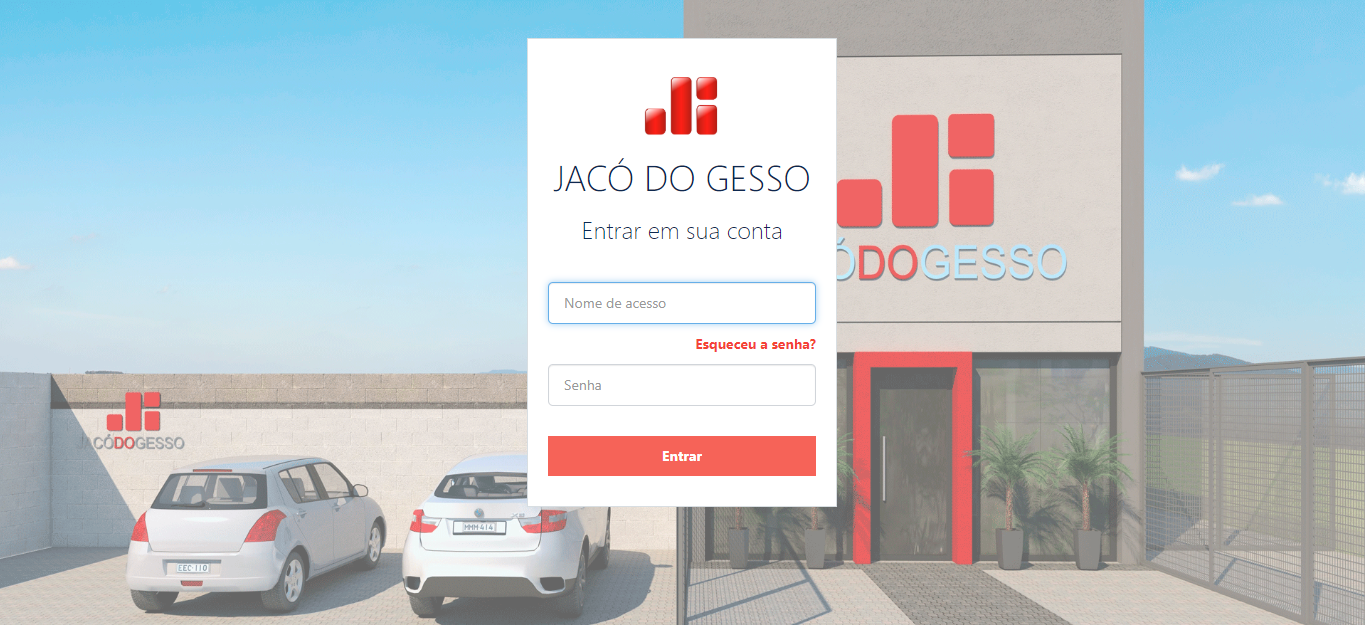 JACÓ DO GESSO
Entrar em sua conta
Nome de acesso
Esqueceu a senha?
Senha
Entrar
ÓDOGESSO
JACÓDOGESSO
EEC 110
HMM 414